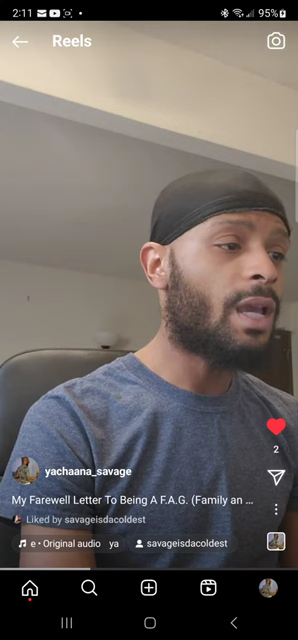 2:11
95%
Reels
2
yachaana_savage
My Farewell Letter To Being A F.A.G. (Family an ...
Liked by savageisdacoldest
e • Original audio ya
savageisdacoldest